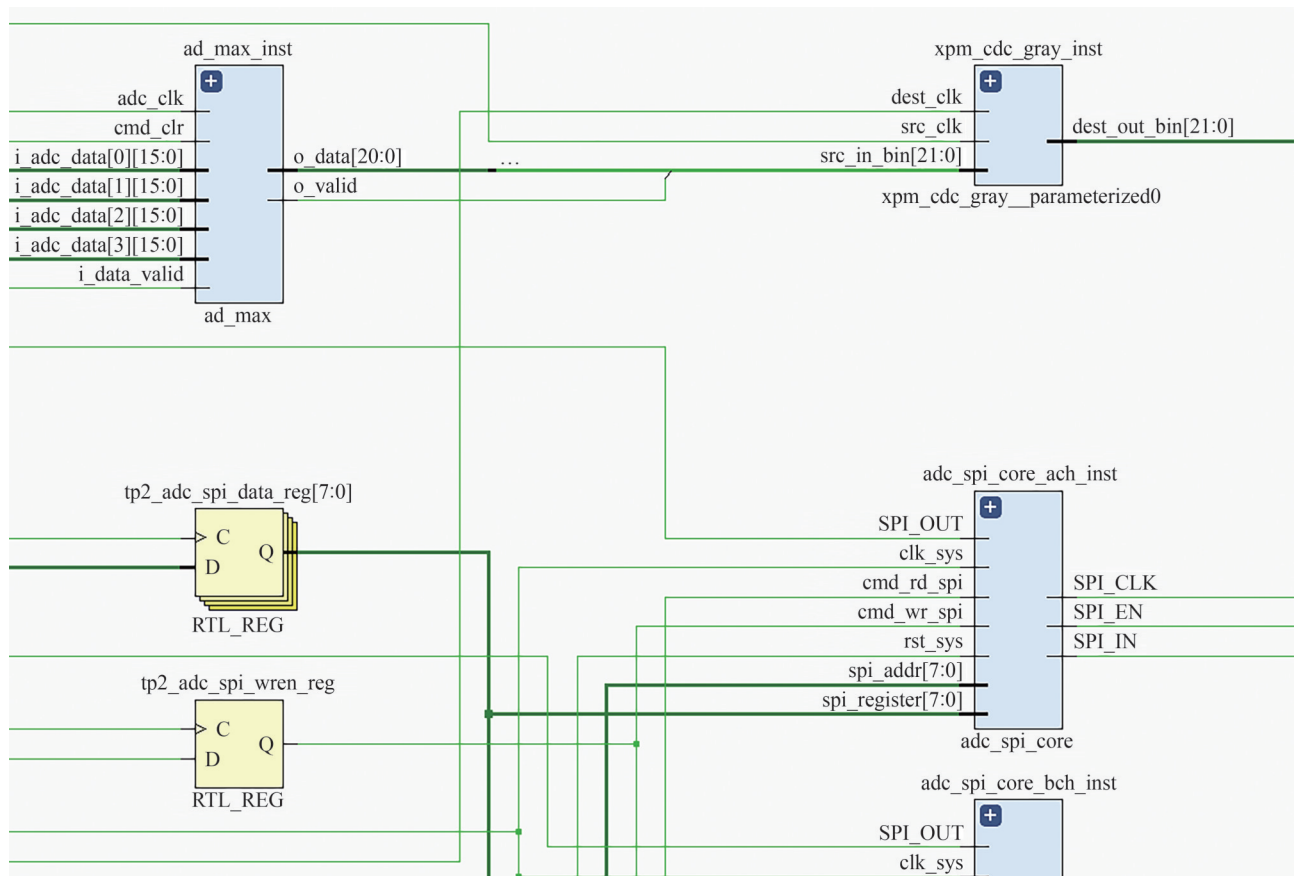 ad_max_inst
adc_clk
cmd_clr
i_adc_data[0][15:0]
i_adc_data[1][15:0]
i_adc_data[2][15:0]
i_adc_data[3][15:0]
i_data_valid
o_data[20:0]
o_valid
ad_max
...
xpm_cdc_gray_inst
dest_clk
src_clk
src_in_bin[21:0]
dest_out_bin[21:0]
xpm_cdc_gray__parameterized0
tp2_adc_spi_data_reg[7:0]
C
Q
D
RTL_REG
tp2_adc_spi_wren_reg
C
Q
D
RTL_REG
adc_spi_core_ach_inst
SPI_OUT
clk_sys
cmd_rd_spi
cmd_wr_spi
rst_sys
spi_addr[7:0]
spi_register[7:0]
SPI_CLK
SPI_EN
SPI_IN
adc_spi_core
adc_spi_core_bch_inst
SPI_OUT
clk_sys